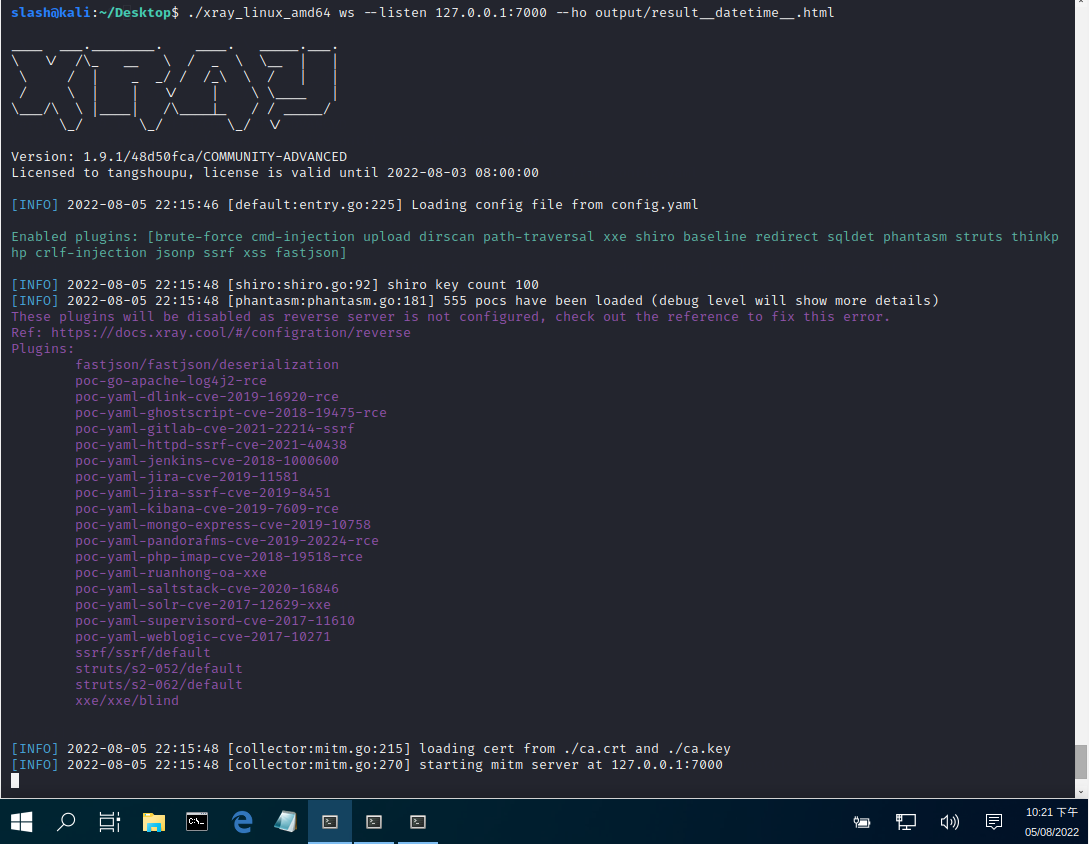 slash@kali:~/Desktop$ ./xray_linux_amd64 ws --listen 127.0.0.1:7000 --ho output/result__datetime__.html
XRAY
Version: 1.9.1/48d50fca/COMMUNITY-ADVANCED
Licensed to tangshoupu, license is valid until 2022-08-03 08:00:00
[INFO] 2022-08-05 22:15:46 [default:entry.go:225] Loading config file from config.yaml
Enabled plugins: [brute-force cmd-injection upload dirscan path-traversal xxe shiro baseline redirect sqldet phantasm struts thinkp
hp crlf-injection jsonp ssrf xss fastjson]
[INFO] 2022-08-05 22:15:48 [shiro:shiro.go:92] shiro key count 100
[INFO] 2022-08-05 22:15:48 [phantasm:phantasm.go:181] 555 pocs have been loaded (debug level will show more details)
These plugins will be disabled as reverse server is not configured, check out the reference to fix this error.
Ref: https://docs.xray.cool/#/configration/reverse
Plugins:
fastjson/fastjson/deserialization
poc-go-apache-log4j2-rce
poc-yaml-dlink-cve-2019-16920-rce
poc-yaml-ghostscript-cve-2018-19475-rce
poc-yaml-gitlab-cve-2021-22214-ssrf
poc-yaml-httpd-ssrf-cve-2021-40438
poc-yaml-jenkins-cve-2018-1000600
poc-yaml-jira-cve-2019-11581
poc-yaml-jira-ssrf-cve-2019-8451
poc-yaml-kibana-cve-2019-7609-rce
poc-yaml-mongo-express-cve-2019-10758
poc-yaml-pandorafms-cve-2019-20224-rce
poc-yaml-php-imap-cve-2018-19518-rce
poc-yaml-ruanhong-oa-xxe
poc-yaml-saltstack-cve-2020-16846
poc-yaml-solr-cve-2017-12629-xxe
poc-yaml-supervisord-cve-2017-11610
poc-yaml-weblogic-cve-2017-10271
ssrf/ssrf/default
struts/s2-052/default
struts/s2-062/default
xxe/xxe/blind
[INFO] 2022-08-05 22:15:48 [collector:mitm.go:215] loading cert from ./ca.crt and ./ca.key
[INFO] 2022-08-05 22:15:48 [collector:mitm.go:270] starting mitm server at 127.0.0.1:7000
10:21 下午
05/08/2022